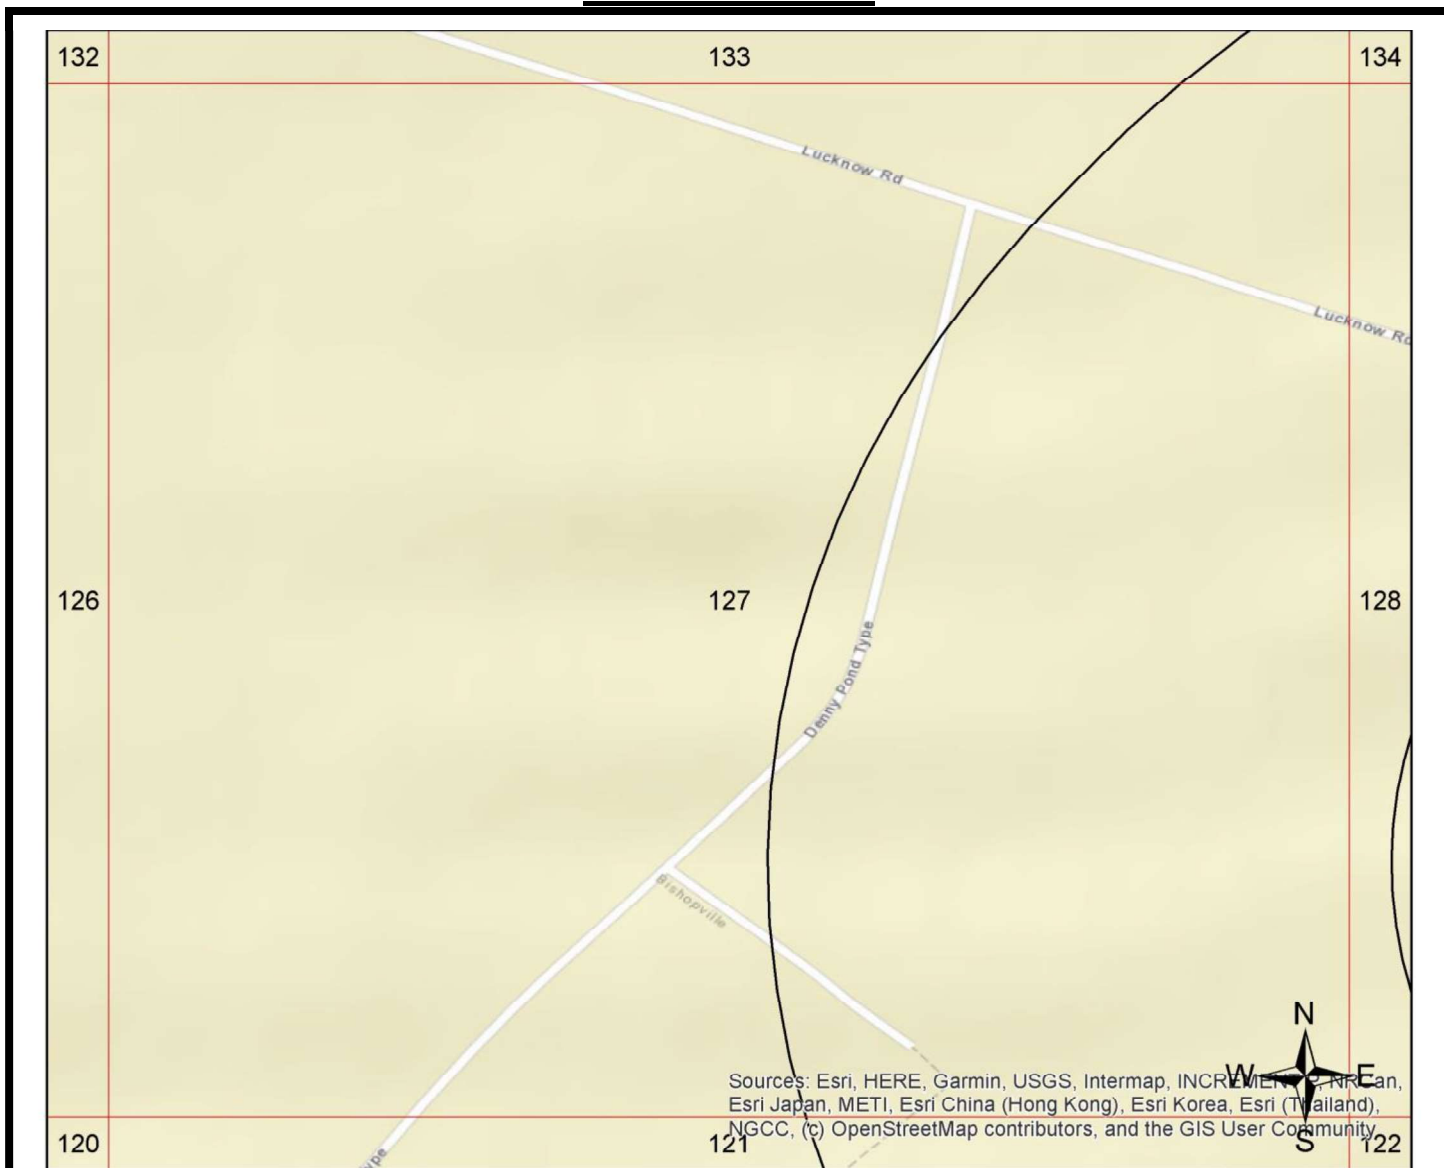 132
133
134
Lucknow Rd
Lucknow Rd
126
127
128
Denny Pond Type
Bishopville
N
W
E
S
Sources: Esri, HERE, Garmin, USGS, Intermap, INCREMENT P, NRCan,
Esri Japan, METI, Esri China (Hong Kong), Esri Korea, Esri (Thailand),
NGCC, (c) OpenStreetMap contributors, and the GIS User Community
120
121
122